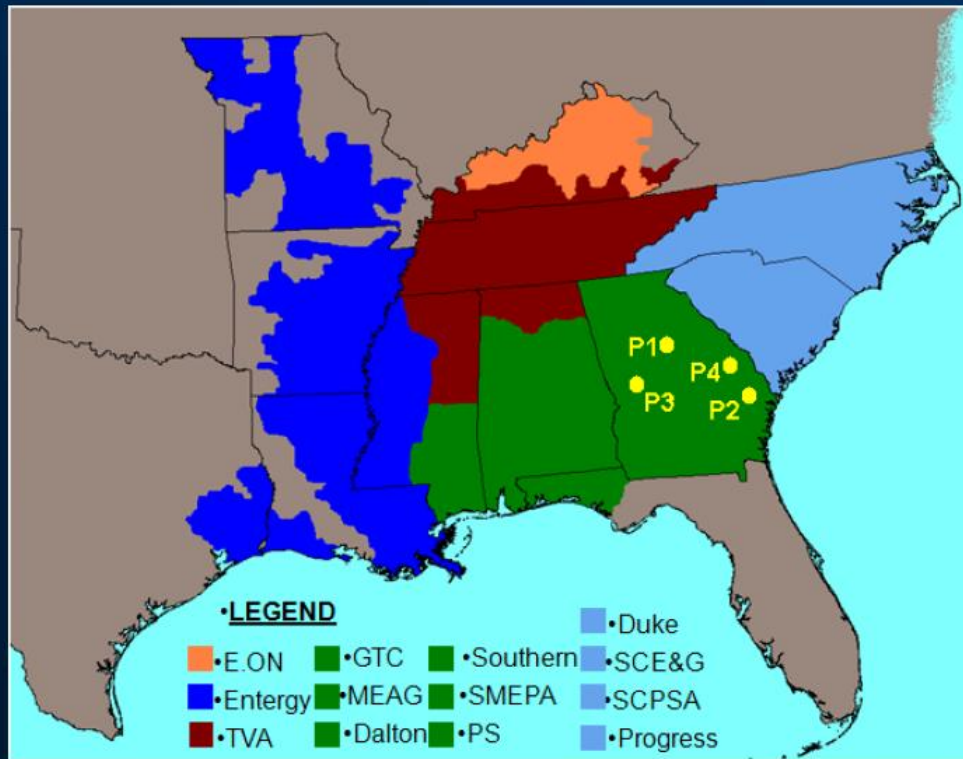 P1
P4
P3
P2
•LEGEND
•E.ON
•Entergy
•TVA
•GTC
•MEAG
•Dalton
•Southern
•SMEPA
•PS
•Duke
•SCE&G
•SCPSA
•Progress